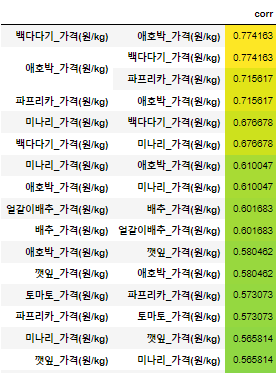 corr
백다다기_가격(원/kg) 애호박_가격(원/kg) 0.774163
애호박_가격(원/kg) 백다다기_가격(원/kg) 0.774163
파프리카_가격(원/kg) 0.715617
파프리카_가격(원/kg) 애호박_가격(원/kg) 0.715617
미나리_가격(원/kg) 백다다기_가격(원/kg) 0.676678
백다다기_가격(원/kg) 미나리_가격(원/kg) 0.676678
미나리_가격(원/kg) 애호박_가격(원/kg) 0.610047
애호박_가격(원/kg) 미나리_가격(원/kg) 0.610047
얼갈이배추_가격(원/kg) 배추_가격(원/kg) 0.601683
배추_가격(원/kg) 얼갈이배추_가격(원/kg) 0.601683
애호박_가격(원/kg) 깻잎_가격(원/kg) 0.580462
깻잎_가격(원/kg) 애호박_가격(원/kg) 0.580462
토마토_가격(원/kg) 파프리카_가격(원/kg) 0.573073
파프리카_가격(원/kg) 토마토_가격(원/kg) 0.573073
미나리_가격(원/kg) 깻잎_가격(원/kg) 0.565814
깻잎_가격(원/kg) 미나리_가격(원/kg) 0.565814